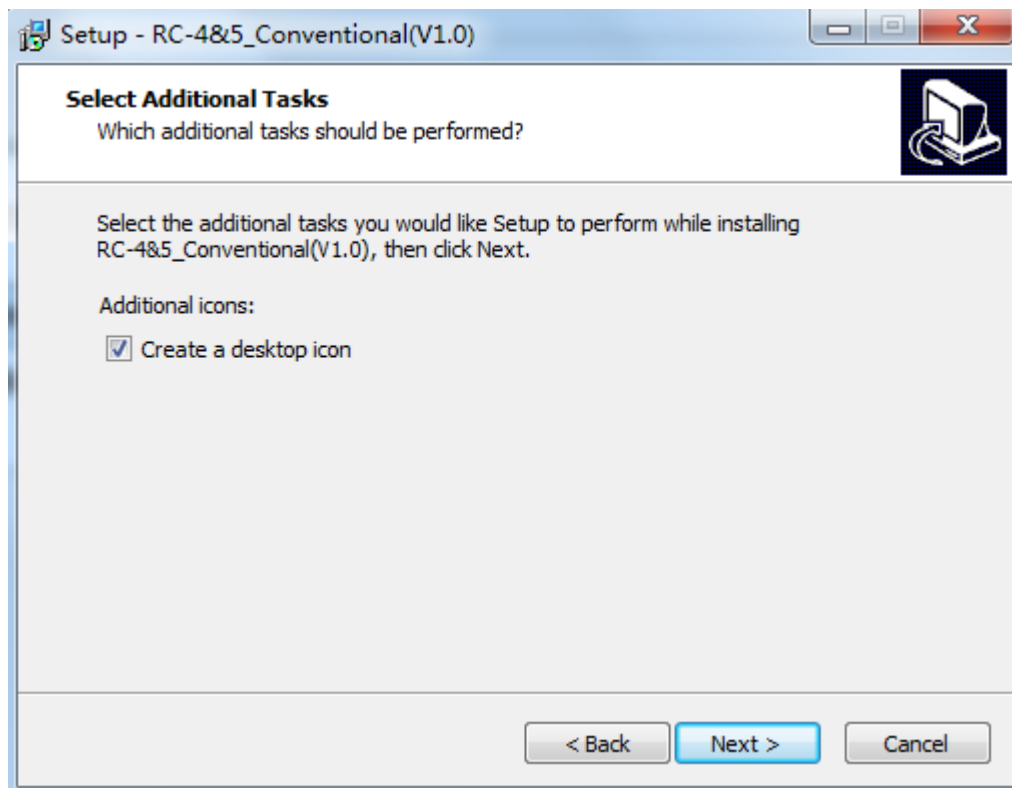 Setup - RC-4&5_Conventional(V1.0)
Select Additional Tasks
Which additional tasks should be performed?
Select the additional tasks you would like Setup to perform while installing
RC-4&5_Conventional(V1.0), then click Next.
Additional icons:
Create a desktop icon
< Back Next > Cancel